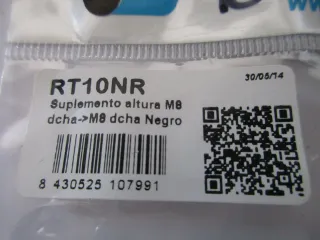 30/05/14
RT10NR
Suplemento altura M8
dcha->M8 dcha Negro
8 430525 107991